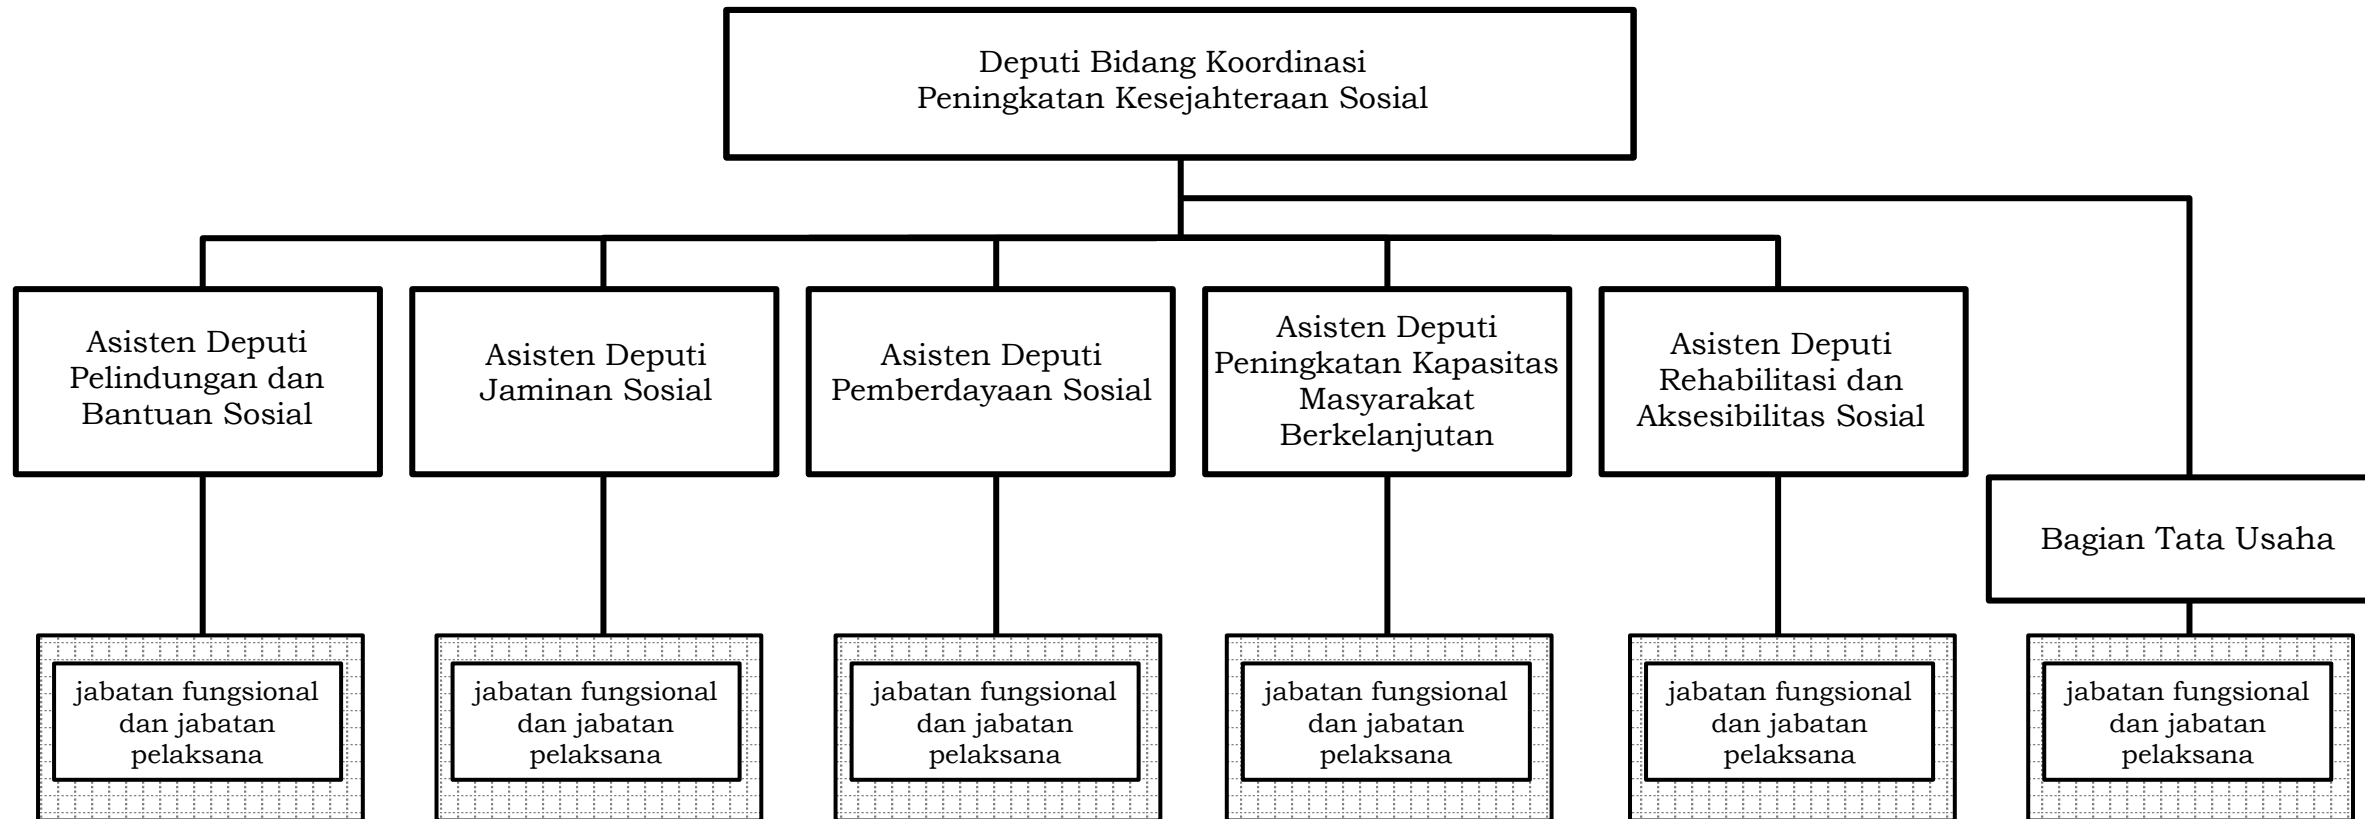 Deputi Bidang Koordinasi
Peningkatan Kesejahteraan Sosial
Asisten Deputi
Pelindungan dan
Bantuan Sosial
Asisten Deputi
Jaminan Sosial
Asisten Deputi
Pemberdayaan Sosial
Asisten Deputi
Peningkatan Kapasitas
Masyarakat
Berkelanjutan
Asisten Deputi
Rehabilitasi dan
Aksesibilitas Sosial
Bagian Tata Usaha
jabatan fungsional
dan jabatan
pelaksana
jabatan fungsional
dan jabatan
pelaksana
jabatan fungsional
dan jabatan
pelaksana
jabatan fungsional
dan jabatan
pelaksana
jabatan fungsional
dan jabatan
pelaksana
jabatan fungsional
dan jabatan
pelaksana